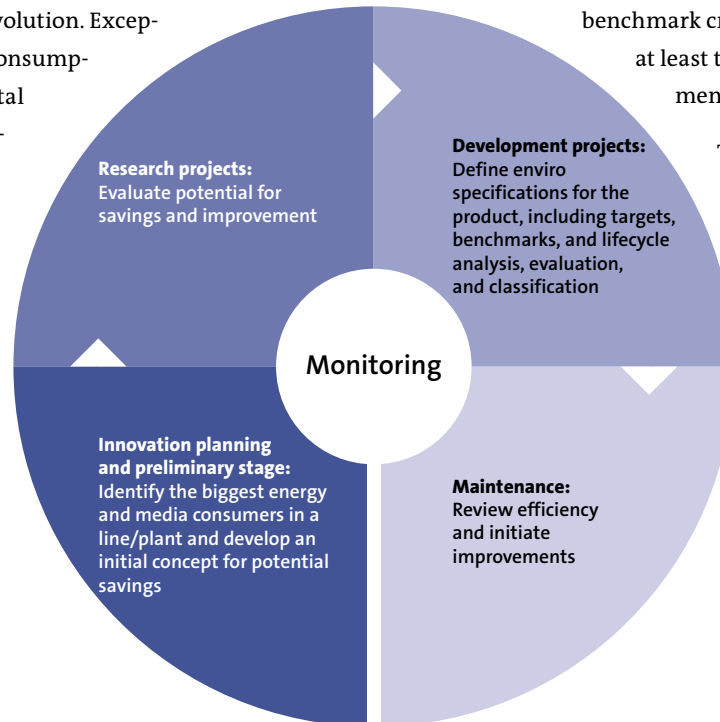 volution. Excep-
onsump-
tal
-
benchmark cr
at least t
men
Research projects:
Evaluate potential for
savings and improvement
Development projects:
Define enviro
specifications for the
product, including targets,
benchmarks, and lifecycle
analysis, evaluation,
and classification
Monitoring
Innovation planning
and preliminary stage:
Identify the biggest energy
and media consumers in a
line/plant and develop an
initial concept for potential
savings
Maintenance:
Review efficiency
and initiate
improvements